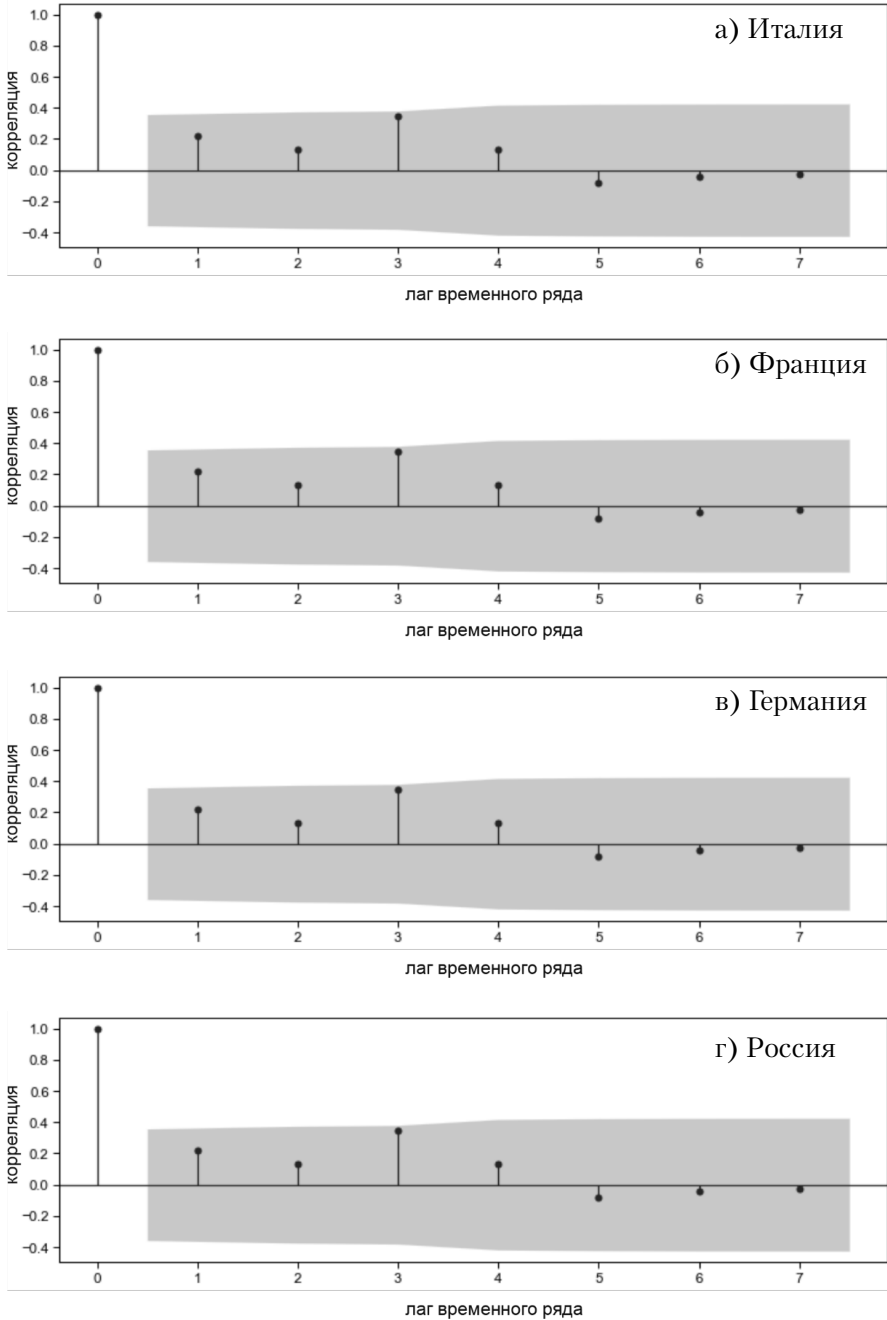 а) Италия
корреляция
1.0
0.8
0.6
0.4
0.2
0.0
−0.2
−0.4
0 1 2 3 4 5 6 7
лаг временного ряда
б) Франция
корреляция
1.0
0.8
0.6
0.4
0.2
0.0
−0.2
−0.4
0 1 2 3 4 5 6 7
лаг временного ряда
в) Германия
корреляция
1.0
0.8
0.6
0.4
0.2
0.0
−0.2
−0.4
0 1 2 3 4 5 6 7
лаг временного ряда
г) Россия
корреляция
1.0
0.8
0.6
0.4
0.2
0.0
−0.2
−0.4
0 1 2 3 4 5 6 7
лаг временного ряда